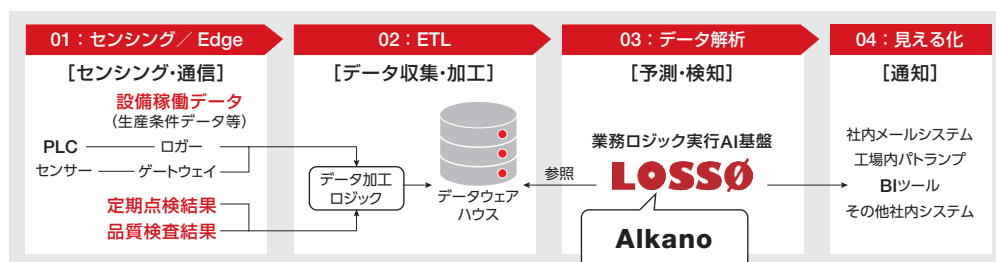 01：センシング／ Edge
[センシング・通信]
設備稼働データ
(生産条件データ等)
PLC ロガー
センサー ゲートウェイ
定期点検結果
品質検査結果
02：ETL
[データ収集・加工]
データ加工
ロジック
データウェア
ハウス
03：データ解析
[予測・検知]
業務ロジック実行AI基盤
参照
LOSSØ
Alkano
04：見える化
[通知]
社内メールシステム
工場内パトランプ
BIツール
その他社内システム